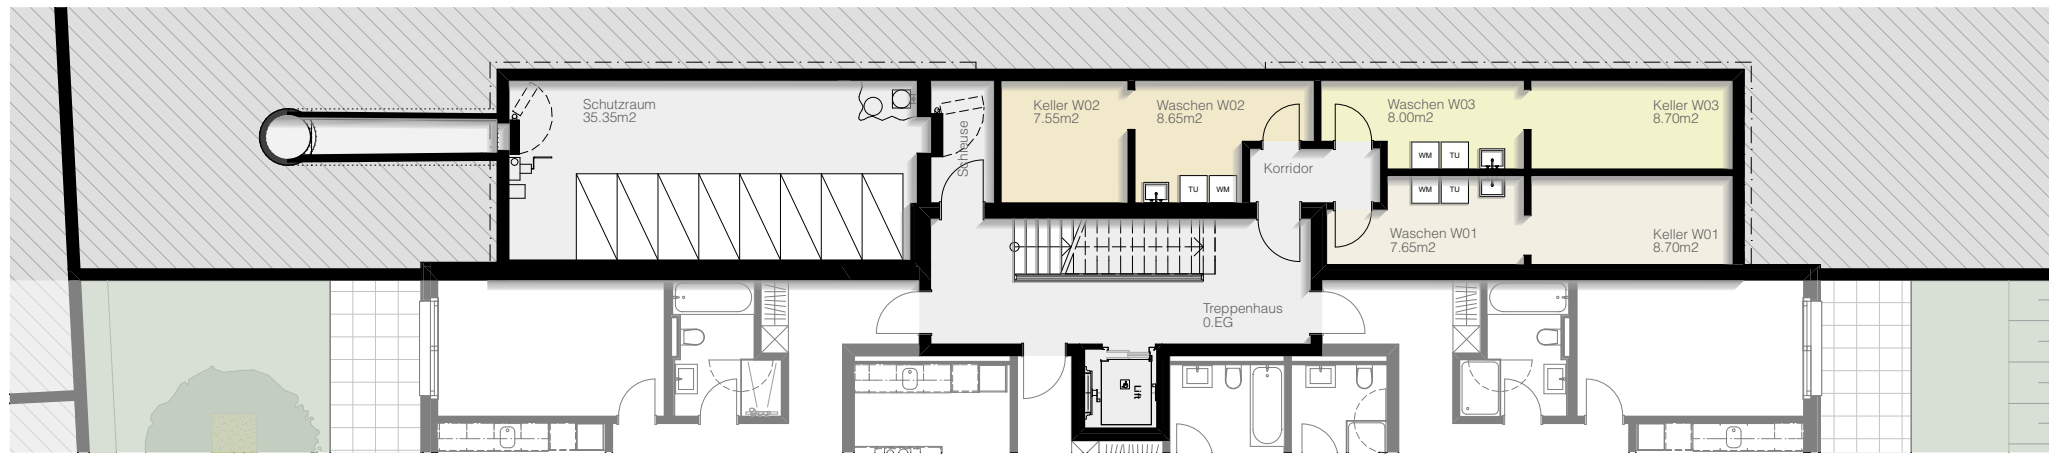 Schutzraum
35.35m2
Schleuse
Keller W02
7.55m2
Waschen W02
8.65m2
TU
WM
Korridor
Waschen W03
8.00m2
WM
TU
Keller W03
8.70m2
WM
TU
Waschen W01
7.65m2
Keller W01
8.70m2
Treppenhaus
0.EG
Lift